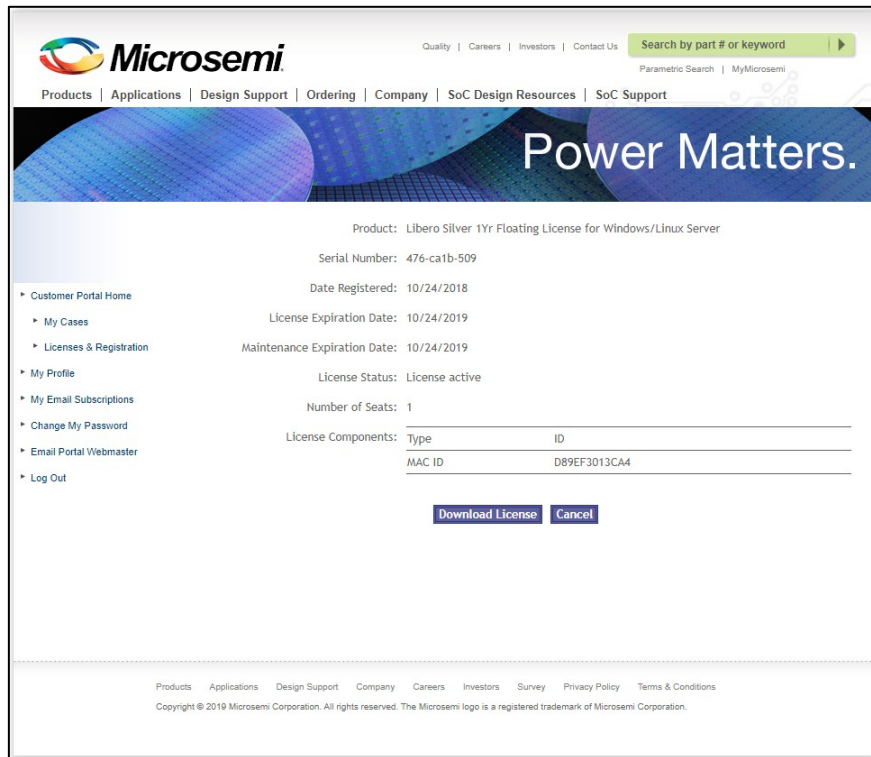 Microsemi
Quality | Careers | Investors | Contact Us
Search by part # or keyword
Parametric Search | MyMicrosemi
Products | Applications | Design Support | Ordering | Company | SoC Design Resources | SoC Support
Power Matters.
Product: Libero Silver 1Yr Floating License for Windows/Linux Server
Serial Number: 476-ca1b-509
Date Registered: 10/24/2018
License Expiration Date: 10/24/2019
Maintenance Expiration Date: 10/24/2019
License Status: License active
Number of Seats: 1
License Components: Type ID
MAC ID D89EF3013CA4
Download License Cancel
Customer Portal Home
My Cases
Licenses & Registration
My Profile
My Email Subscriptions
Change My Password
Email Portal Webmaster
Log Out
Products Applications Design Support Company Careers Investors Survey Privacy Policy Terms & Conditions
Copyright © 2019 Microsemi Corporation. All rights reserved. The Microsemi logo is a registered trademark of Microsemi Corporation.